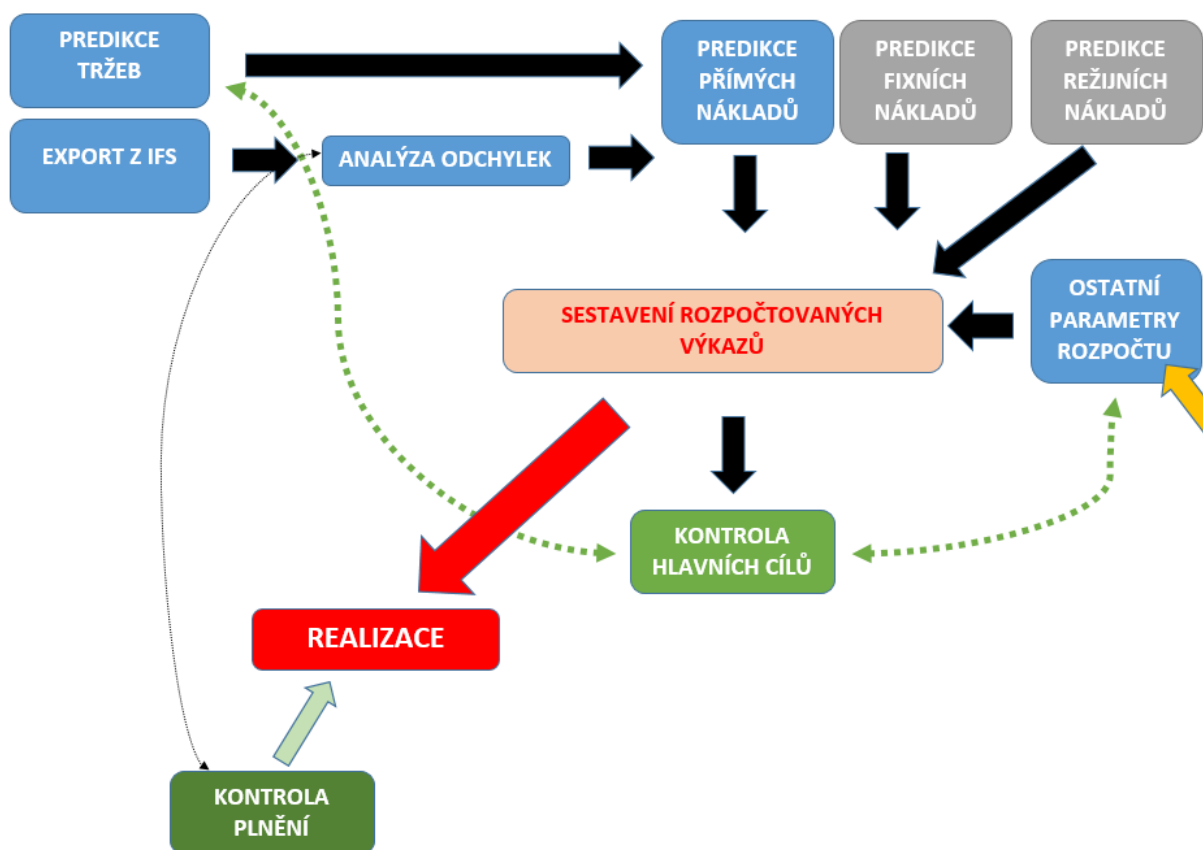 PREDIKCE
TRŽEB
PREDIKCE
PŘÍMÝCH
NÁKLADŮ
PREDIKCE
FIXNÍCH
NÁKLADŮ
PREDIKCE
REŽIJNÍCH
NÁKLADŮ
EXPORT Z IFS
ANALÝZA ODCHYLEK
SESTAVENÍ ROZPOČTOVANÝCH
VÝKAZŮ
OSTATNÍ
PARAMETRY
ROZPOČTU
KONTROLA
HLAVNÍCH CÍLŮ
REALIZACE
KONTROLA
PLNĚNÍ